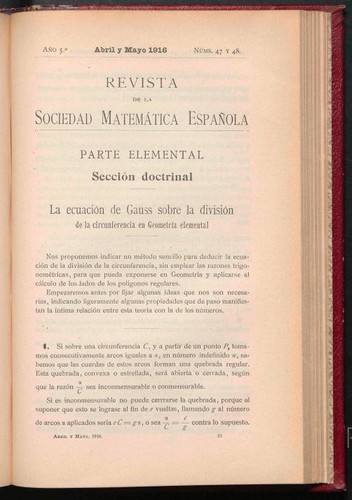 AÑO 5.º Abril y Mayo 1916 NÚMS. 47 Y 48.
REVISTA
DE LA
SOCIEDAD MATEMÁTICA ESPAÑOLA
PARTE ELEMENTAL
Sección doctrinal
La ecuación de Gauss sobre la división
de la circunferencia en Geometría elemental
Nos proponemos indicar un método sencillo para deducir la ecua-
ción de la división de la circunferencia, sin emplear las razones trigo-
nométricas, para que pueda exponerse en Geometría y aplicarse al
cálculo de los lados de los polígonos regulares.
Empezaremos antes por fijar algunas ideas que nos son necesa-
rias, indicando ligeramente algunas propiedades que de paso manifies-
tan la íntima relación entre esta teoría con la de los números.
1. Si sobre una circunferencia C, y a partir de un punto P, to-
mamos consecutivamente arcos iguales a a, en número indefinido n, sa-
bemos que las cuerdas de estos arcos forman una quebrada regular.
Esta quebrada, convexa o estrellada, será abierta o cerrada, según
que la razón a/C sea inconmensurable o conmensurable.
Si es inconmensurable no puede cerrarse la quebrada, porque al
suponer que esto se lograse al fin de r vueltas, llamando g al número
de arcos a aplicados sería rC = ga, o sea a/C = r/g contra lo supuesto.
ABRIL Y MAYO, 1916.